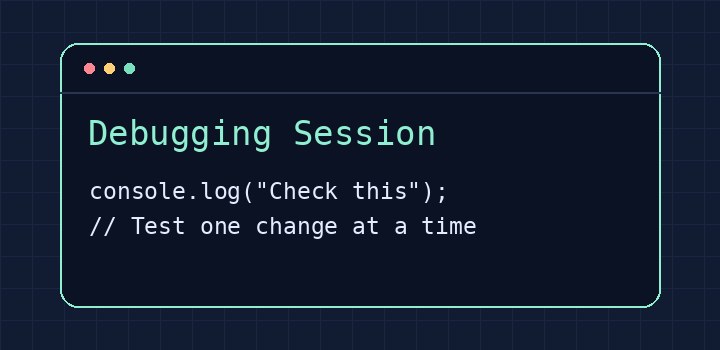 Debugging Session
console.log("Check this");
// Test one change at a time